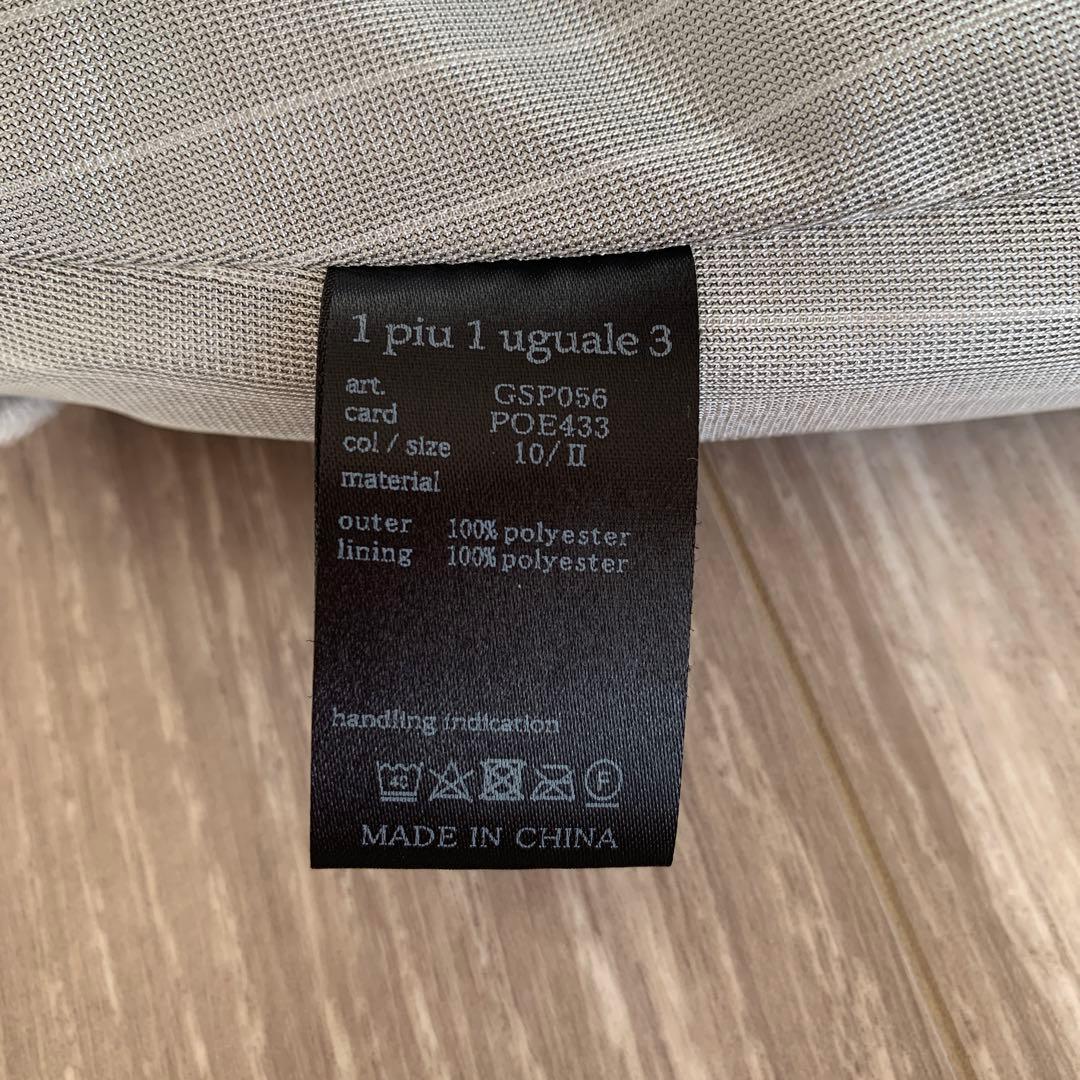 1 piu 1 uguale 3
art. GSP056
card POE433
col / size 10/ II
material
outer 100% polyester
lining 100% polyester
handling indication
40 F
MADE IN CHINA